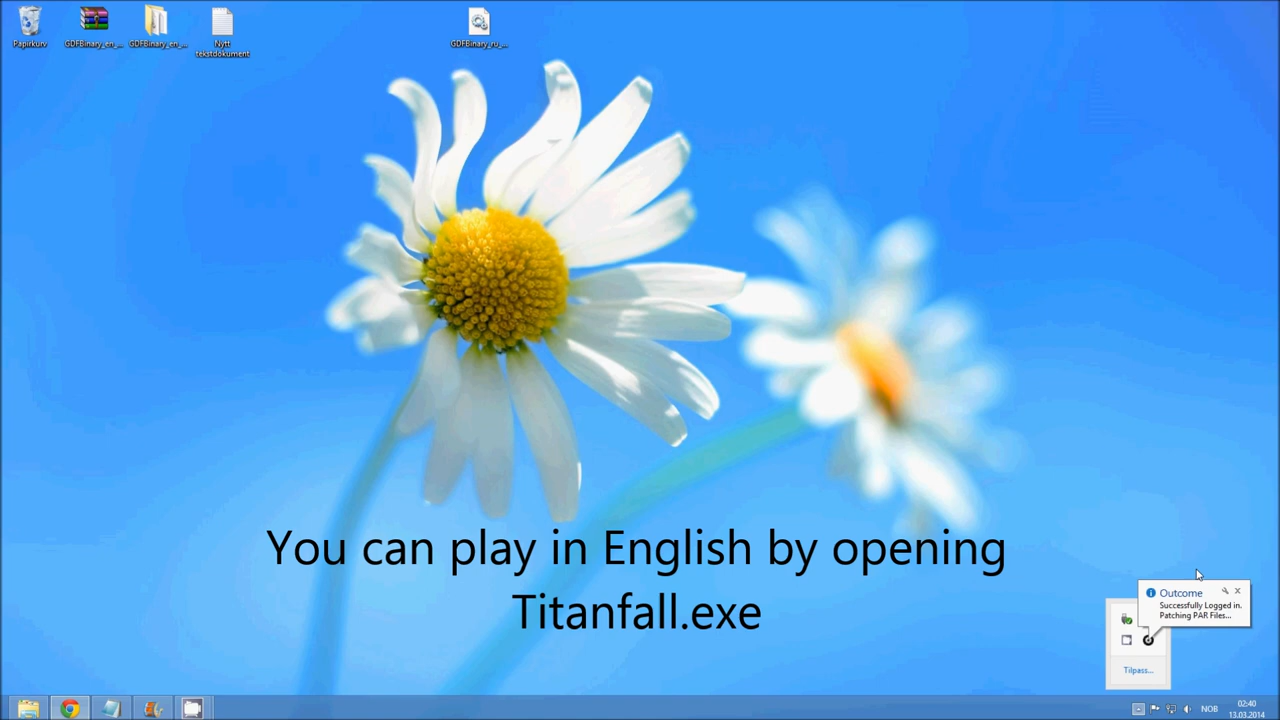 Papirkurv
GDFBinary_en_...
GDFBinary_en_...
Nytt
tekstdokument
GDFBinary_ru_...
You can play in English by opening
Titanfall.exe
Outcome
Successfully Logged in.
Patching PAR Files...
Tilpass...
NOB
02:40
13.03.2014